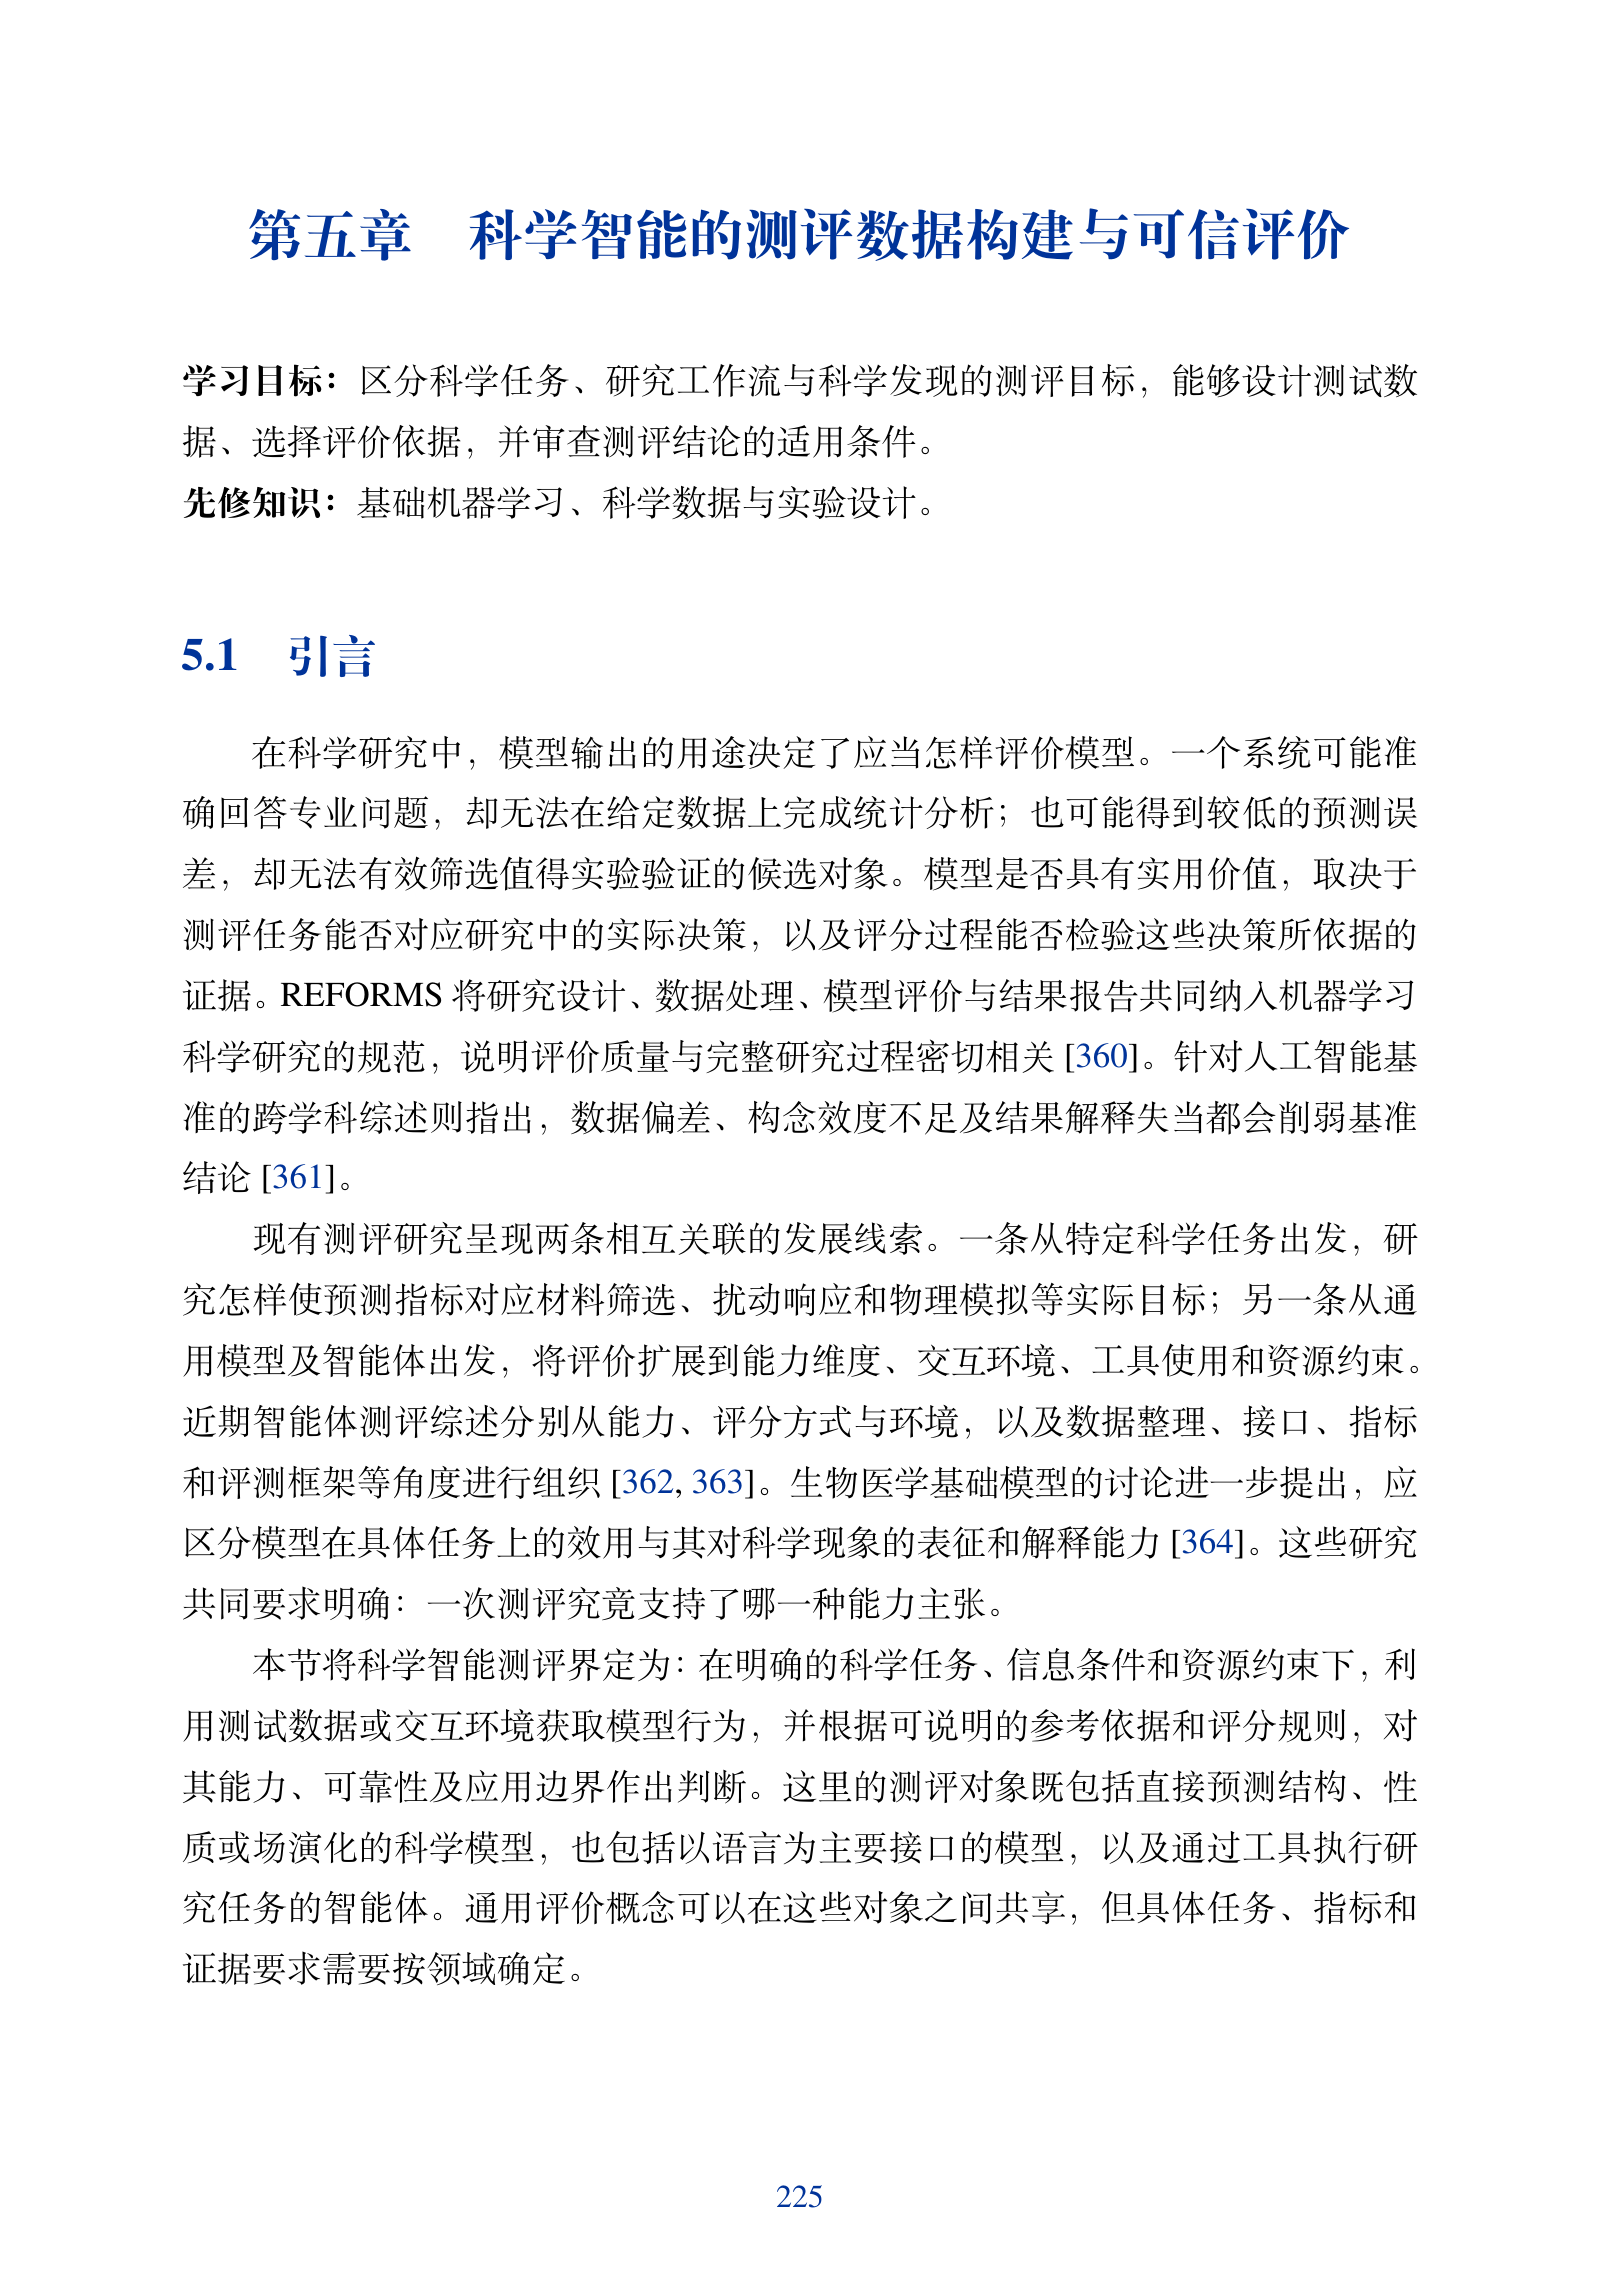 第五章　科学智能的测评数据构建与可信评价
学习目标：区分科学任务、研究工作流与科学发现的测评目标，能够设计测试数
据、选择评价依据，并审查测评结论的适用条件。
先修知识：基础机器学习、科学数据与实验设计。
5.1　引言
在科学研究中，模型输出的用途决定了应当怎样评价模型。一个系统可能准
确回答专业问题，却无法在给定数据上完成统计分析；也可能得到较低的预测误
差，却无法有效筛选值得实验验证的候选对象。模型是否具有实用价值，取决于
测评任务能否对应研究中的实际决策，以及评分过程能否检验这些决策所依据的
证据。REFORMS 将研究设计、数据处理、模型评价与结果报告共同纳入机器学习
科学研究的规范，说明评价质量与完整研究过程密切相关 [360]。针对人工智能基
准的跨学科综述则指出，数据偏差、构念效度不足及结果解释失当都会削弱基准
结论 [361]。
现有测评研究呈现两条相互关联的发展线索。一条从特定科学任务出发，研
究怎样使预测指标对应材料筛选、扰动响应和物理模拟等实际目标；另一条从通
用模型及智能体出发，将评价扩展到能力维度、交互环境、工具使用和资源约束。
近期智能体测评综述分别从能力、评分方式与环境，以及数据整理、接口、指标
和评测框架等角度进行组织 [362, 363]。生物医学基础模型的讨论进一步提出，应
区分模型在具体任务上的效用与其对科学现象的表征和解释能力 [364]。这些研究
共同要求明确：一次测评究竟支持了哪一种能力主张。
本节将科学智能测评界定为：在明确的科学任务、信息条件和资源约束下，利
用测试数据或交互环境获取模型行为，并根据可说明的参考依据和评分规则，对
其能力、可靠性及应用边界作出判断。这里的测评对象既包括直接预测结构、性
质或场演化的科学模型，也包括以语言为主要接口的模型，以及通过工具执行研
究任务的智能体。通用评价概念可以在这些对象之间共享，但具体任务、指标和
证据要求需要按领域确定。
225